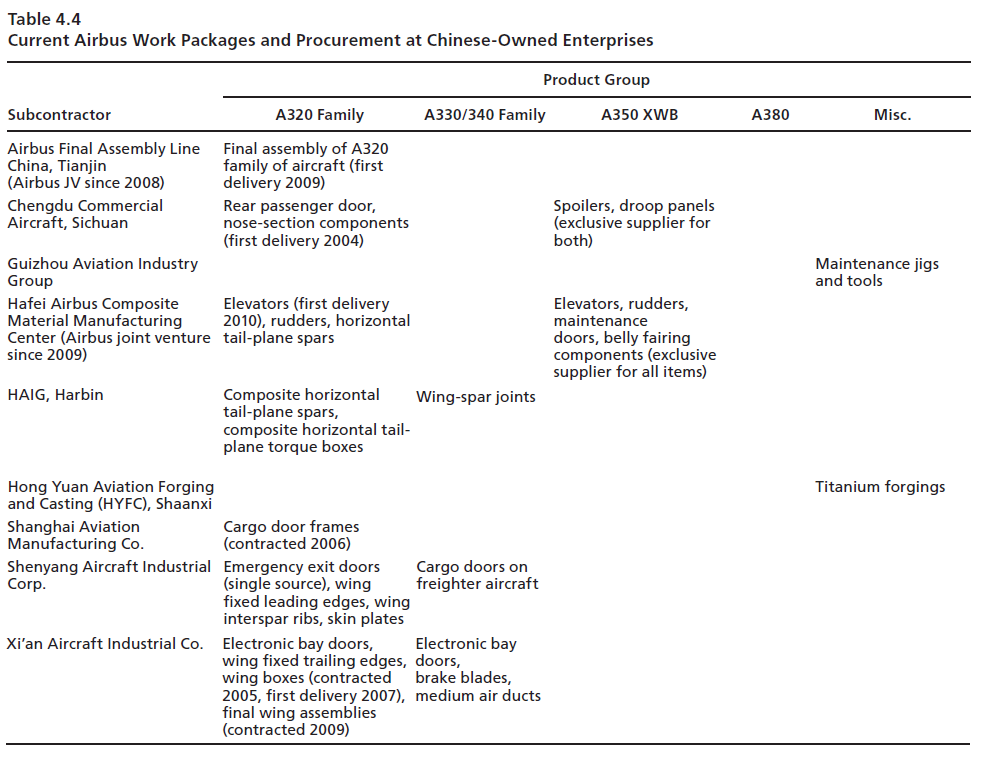 Table 4.4
Current Airbus Work Packages and Procurement at Chinese-Owned Enterprises
Product Group
Subcontractor A320 Family A330/340 Family A350 XWB A380 Misc.
Airbus Final Assembly Line
China, Tianjin
(Airbus JV since 2008)
Final assembly of A320
family of aircraft (first
delivery 2009)
Chengdu Commercial
Aircraft, Sichuan
Rear passenger door,
nose-section components
(first delivery 2004)
Spoilers, droop panels
(exclusive supplier for
both)
Guizhou Aviation Industry
Group
Maintenance jigs
and tools
Hafei Airbus Composite
Material Manufacturing
Center (Airbus joint venture
since 2009)
Elevators (first delivery
2010), rudders, horizontal
tail-plane spars
Elevators, rudders,
maintenance
doors, belly fairing
components (exclusive
supplier for all items)
HAIG, Harbin
Composite horizontal
tail-plane spars,
composite horizontal tail-
plane torque boxes
Wing-spar joints
Hong Yuan Aviation Forging
and Casting (HYFC), Shaanxi
Titanium forgings
Shanghai Aviation
Manufacturing Co.
Cargo door frames
(contracted 2006)
Shenyang Aircraft Industrial
Corp.
Emergency exit doors
(single source), wing
fixed leading edges, wing
interspar ribs, skin plates
Cargo doors on
freighter aircraft
Xi’an Aircraft Industrial Co.
Electronic bay doors,
wing fixed trailing edges,
wing boxes (contracted
2005, first delivery 2007),
final wing assemblies
(contracted 2009)
Electronic bay
doors,
brake blades,
medium air ducts